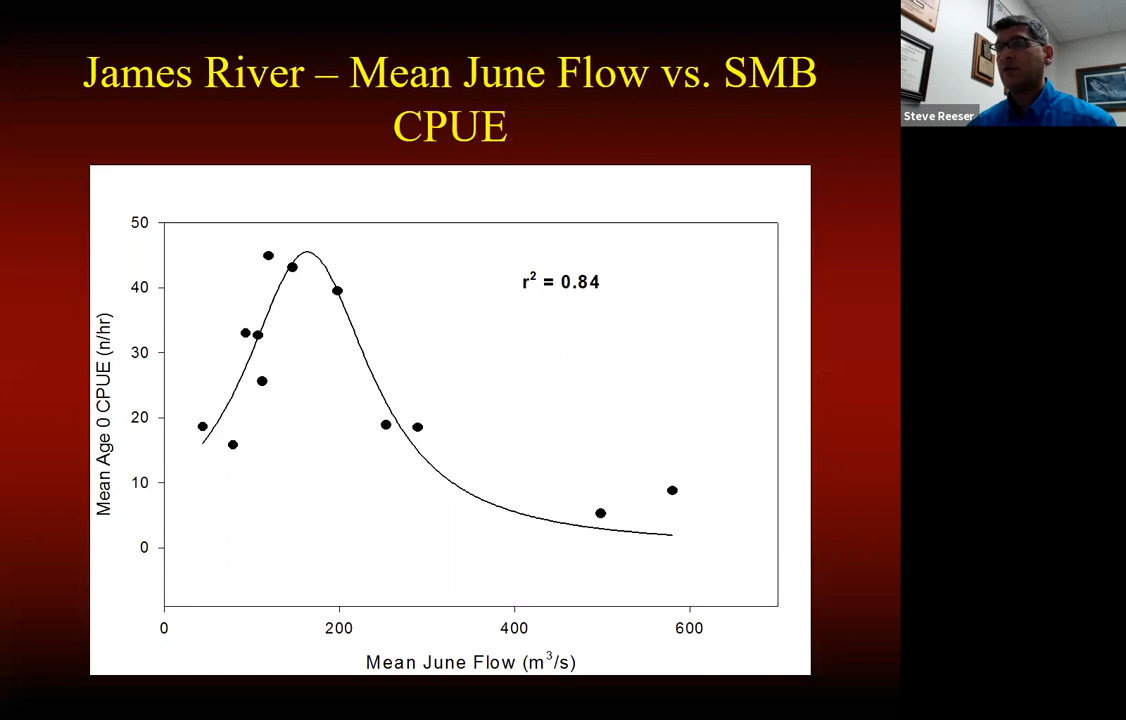 James River – Mean June Flow vs. SMB
CPUE
Steve Reeser
r² = 0.84
50
40
30
20
10
0
Mean Age 0 CPUE (n/hr)
0
200
400
600
Mean June Flow (m³/s)